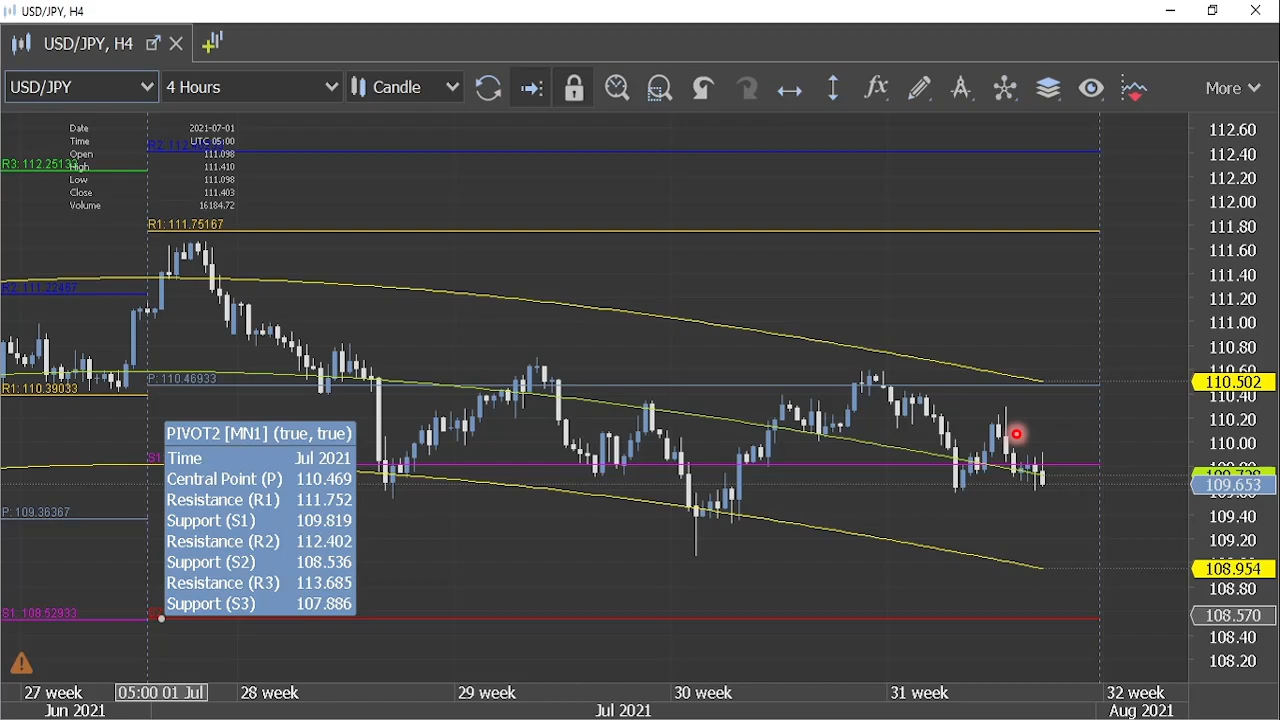 USD/JPY, H4
USD/JPY, H4
USD/JPY
4 Hours
Candle
More
Date 2021-07-01
Time UTC 05:00
Open 111.098
High 111.410
Low 111.098
Close 111.403
Volume 16184.72
R3: 112.25133
R1: 111.75167
R2: 111.22467
P: 110.46933
R1: 110.39033
P: 109.36367
S1: 108.52933
PIVOT2 [MN1] (true, true)
Time Jul 2021
Central Point (P) 110.469
Resistance (R1) 111.752
Support (S1) 109.819
Resistance (R2) 112.402
Support (S2) 108.536
Resistance (R3) 113.685
Support (S3) 107.886
112.60
112.40
112.20
112.00
111.80
111.60
111.40
111.20
111.00
110.80
110.60
110.502
110.40
110.20
110.00
109.653
109.40
109.20
108.954
108.80
108.570
108.40
108.20
27 week
05:00 01 Jul
28 week
29 week
30 week
31 week
32 week
Jun 2021
Jul 2021
Aug 2021